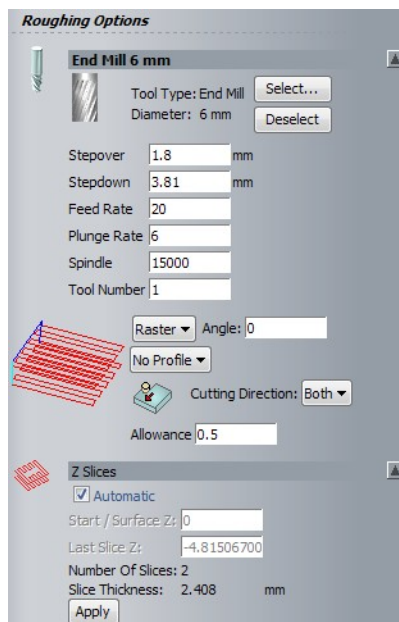 Roughing Options
End Mill 6 mm
Tool Type: End Mill
Select...
Diameter: 6 mm
Deselect
Stepover 1.8 mm
Stepdown 3.81 mm
Feed Rate 20
Plunge Rate 6
Spindle 15000
Tool Number 1
Raster Angle: 0
No Profile
Cutting Direction: Both
Allowance 0.5
Z Slices
Automatic
Start / Surface Z: 0
Last Slice Z: -4.81506700
Number Of Slices: 2
Slice Thickness: 2.408 mm
Apply